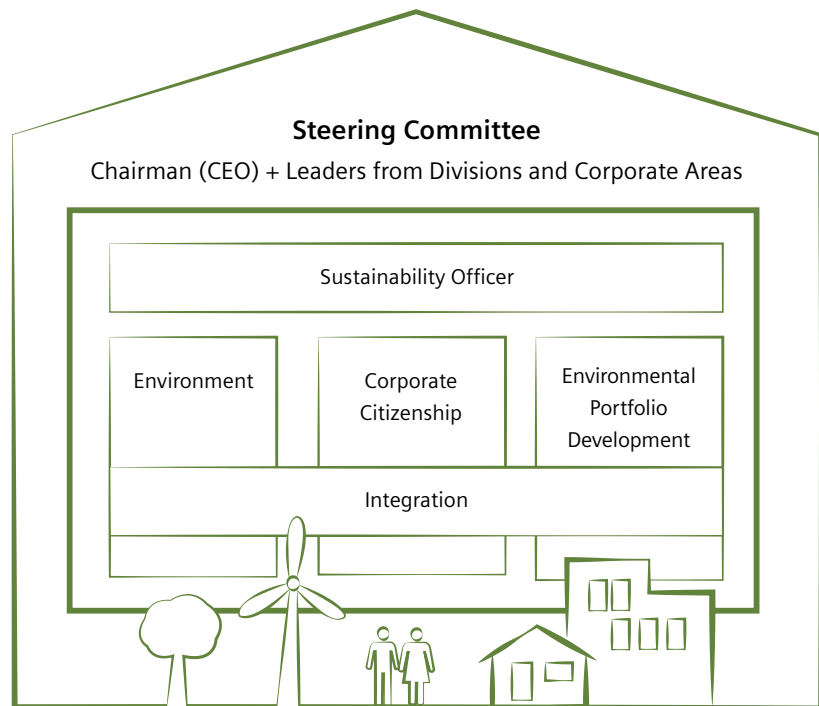 Steering Committee
Chairman (CEO) + Leaders from Divisions and Corporate Areas
Sustainability Officer
Environment
Corporate
Citizenship
Environmental
Portfolio
Development
Integration